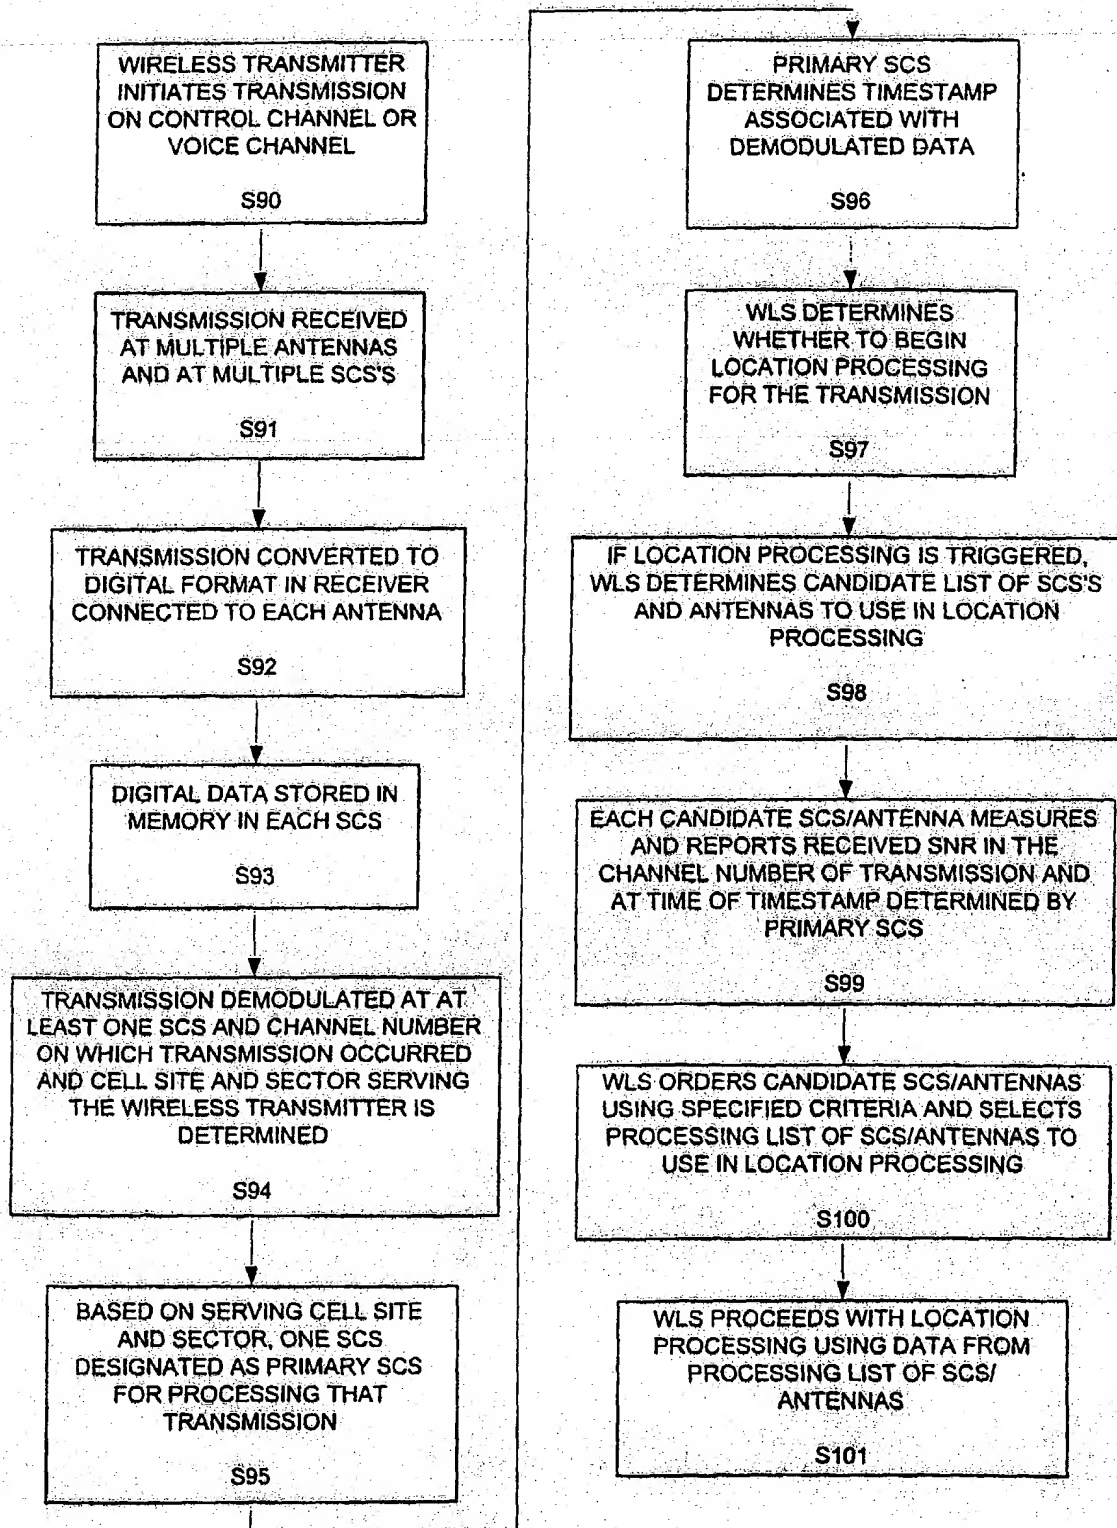 WIRELESS TRANSMITTER
INITIATES TRANSMISSION
ON CONTROL CHANNEL OR
VOICE CHANNEL
S90
TRANSMISSION RECEIVED
AT MULTIPLE ANTENNAS
AND AT MULTIPLE SCS'S
S91
TRANSMISSION CONVERTED TO
DIGITAL FORMAT IN RECEIVER
CONNECTED TO EACH ANTENNA
S92
DIGITAL DATA STORED IN
MEMORY IN EACH SCS
S93
TRANSMISSION DEMODULATED AT AT
LEAST ONE SCS AND CHANNEL NUMBER
ON WHICH TRANSMISSION OCCURRED
AND CELL SITE AND SECTOR SERVING
THE WIRELESS TRANSMITTER IS
DETERMINED
S94
BASED ON SERVING CELL SITE
AND SECTOR, ONE SCS
DESIGNATED AS PRIMARY SCS
FOR PROCESSING THAT
TRANSMISSION
S95
PRIMARY SCS
DETERMINES TIMESTAMP
ASSOCIATED WITH
DEMODULATED DATA
S96
WLS DETERMINES
WHETHER TO BEGIN
LOCATION PROCESSING
FOR THE TRANSMISSION
S97
IF LOCATION PROCESSING IS TRIGGERED,
WLS DETERMINES CANDIDATE LIST OF SCS'S
AND ANTENNAS TO USE IN LOCATION
PROCESSING
S98
EACH CANDIDATE SCS/ANTENNA MEASURES
AND REPORTS RECEIVED SNR IN THE
CHANNEL NUMBER OF TRANSMISSION AND
AT TIME OF TIMESTAMP DETERMINED BY
PRIMARY SCS
S99
WLS ORDERS CANDIDATE SCS/ANTENNAS
USING SPECIFIED CRITERIA AND SELECTS
PROCESSING LIST OF SCS/ANTENNAS TO
USE IN LOCATION PROCESSING
S100
WLS PROCEEDS WITH LOCATION
PROCESSING USING DATA FROM
PROCESSING LIST OF SCS/
ANTENNAS
S101